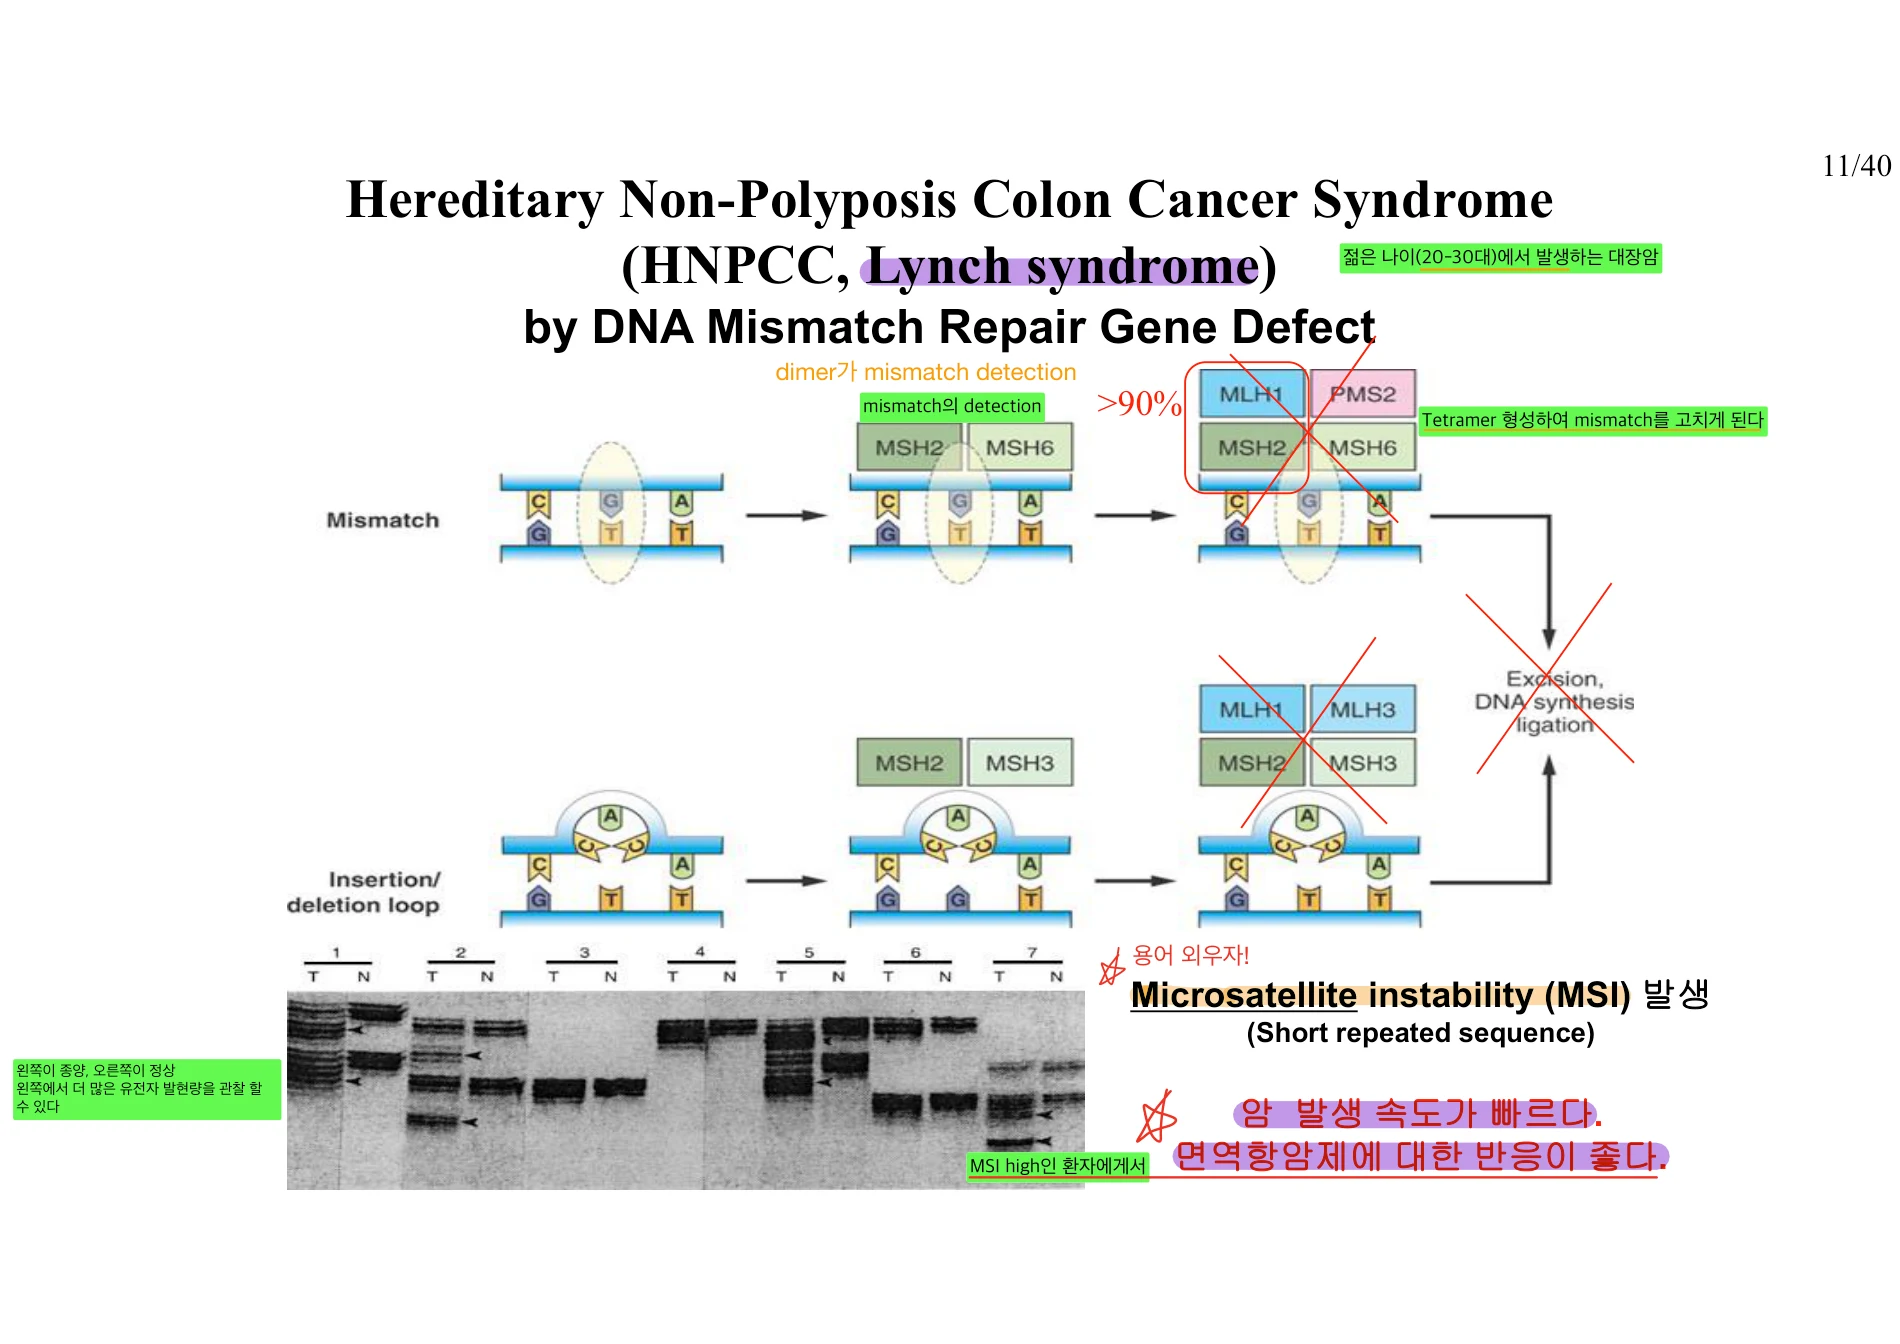 11/40
Hereditary Non-Polyposis Colon Cancer Syndrome
(HNPCC, Lynch syndrome)
젊은 나이(20-30대)에서 발생하는 대장암
by DNA Mismatch Repair Gene Defect
dimer가 mismatch detection
mismatch의 detection
>90%
MLH1 PMS2
Tetramer 형성하여 mismatch를 고치게 된다
MSH2 MSH6
MSH2 MSH6
Mismatch
C G A
G T T
C G A
G T T
C G A
G T T
Excision,
DNA synthesis
ligation
MLH1 MLH3
MSH2 MSH3
MSH2 MSH3
Insertion/
deletion loop
A
C C
C A
G T T
A
C C
C A
G G T
A
C C
C A
G T T
1 2 3 4 5 6 7
T N T N T N T N T N T N T N
용어 외우자!
Microsatellite instability (MSI) 발생
(Short repeated sequence)
왼쪽이 종양, 오른쪽이 정상
왼쪽에서 더 많은 유전자 발현량을 관찰 할
수 있다
암 발생 속도가 빠르다.
MSI high인 환자에게서
면역항암제에 대한 반응이 좋다.